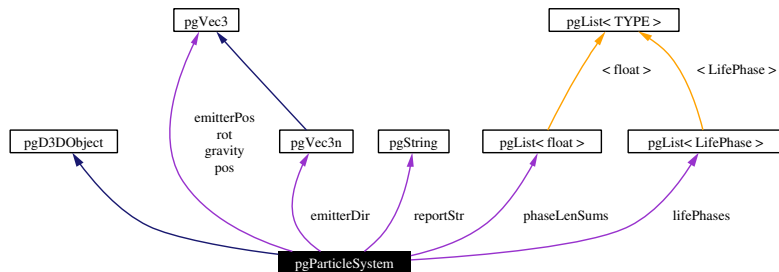 pgVec3
pgList< TYPE >
< float >
< LifePhase >
emitterPos
rot
gravity
pos
pgD3DObject
pgVec3n
pgString
pgList< float >
pgList< LifePhase >
emitterDir
reportStr
phaseLenSums
lifePhases
pgParticleSystem